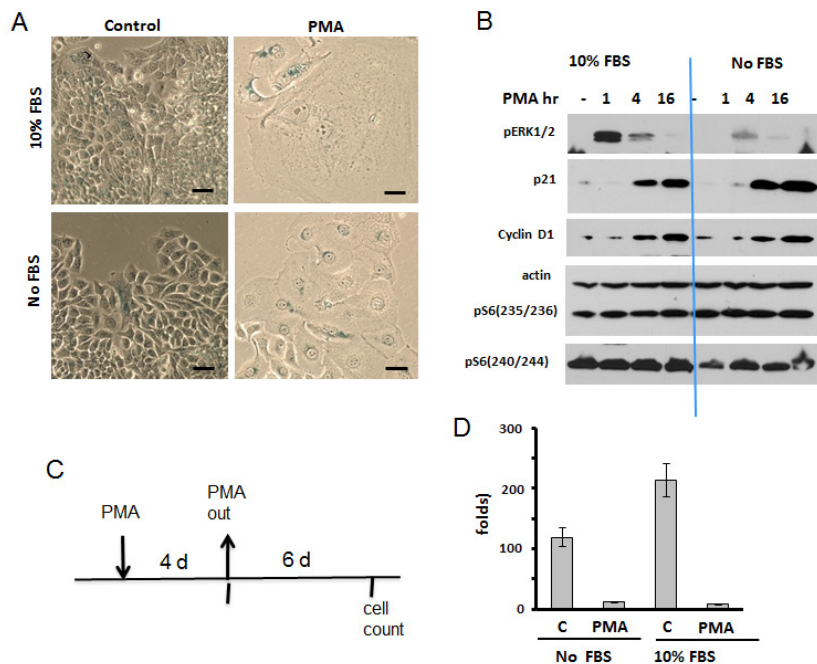 A
Control
PMA
10% FBS
No FBS
B
10% FBS
No FBS
PMA hr - 1 4 16 - 1 4 16
pERK1/2
p21
Cyclin D1
actin
pS6(235/236)
pS6(240/244)
C
PMA
PMA
out
4 d
6 d
cell
count
D
folds)
300
200
100
0
C PMA C PMA
No FBS 10% FBS